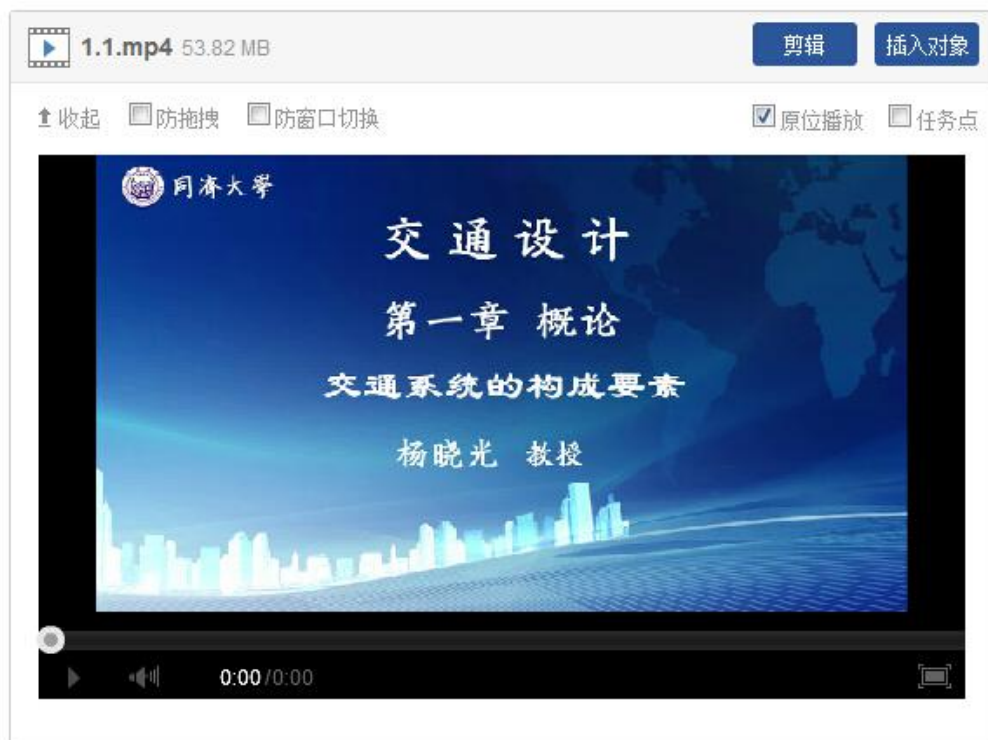 1.1.mp4 53.82 MB 剪辑 插入对象
收起 防拖拽 防窗口切换 原位播放 任务点
同济大学
交通设计
第一章 概论
交通系统的构成要素
杨晓光 教授
0:00/0:00